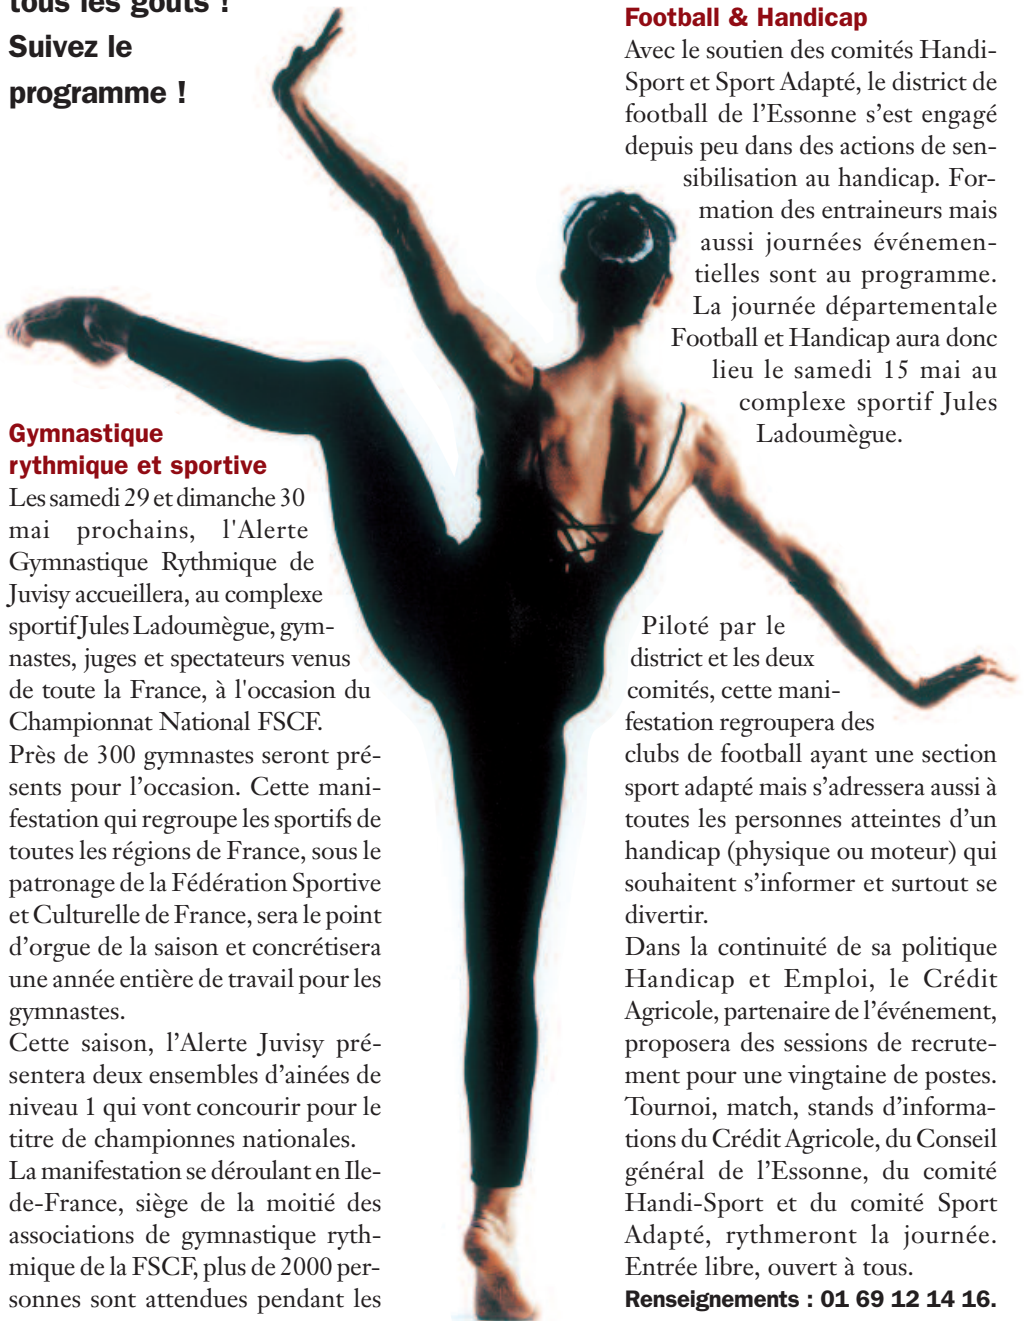 tous les goûts !
Suivez le
programme !
Gymnastique
rythmique et sportive
Les samedi 29 et dimanche 30
mai prochains, l'Alerte
Gymnastique Rythmique de
Juvisy accueillera, au complexe
sportif Jules Ladoumègue, gym-
nastes, juges et spectateurs venus
de toute la France, à l'occasion du
Championnat National FSCF.
Près de 300 gymnastes seront pré-
sents pour l’occasion. Cette mani-
festation qui regroupe les sportifs de
toutes les régions de France, sous le
patronage de la Fédération Sportive
et Culturelle de France, sera le point
d’orgue de la saison et concrétisera
une année entière de travail pour les
gymnastes.
Cette saison, l’Alerte Juvisy pré-
sentera deux ensembles d’ainées de
niveau 1 qui vont concourir pour le
titre de championnes nationales.
La manifestation se déroulant en Ile-
de-France, siège de la moitié des
associations de gymnastique ryth-
mique de la FSCF, plus de 2000 per-
sonnes sont attendues pendant les
Football & Handicap
Avec le soutien des comités Handi-
Sport et Sport Adapté, le district de
football de l’Essonne s’est engagé
depuis peu dans des actions de sen-
sibilisation au handicap. For-
mation des entraineurs mais
aussi journées événemen-
tielles sont au programme.
La journée départementale
Football et Handicap aura donc
lieu le samedi 15 mai au
complexe sportif Jules
Ladoumègue.
Piloté par le
district et les deux
comités, cette mani-
festation regroupera des
clubs de football ayant une section
sport adapté mais s’adressera aussi à
toutes les personnes atteintes d’un
handicap (physique ou moteur) qui
souhaitent s’informer et surtout se
divertir.
Dans la continuité de sa politique
Handicap et Emploi, le Crédit
Agricole, partenaire de l’événement,
proposera des sessions de recrute-
ment pour une vingtaine de postes.
Tournoi, match, stands d’informa-
tions du Crédit Agricole, du Conseil
général de l’Essonne, du comité
Handi-Sport et du comité Sport
Adapté, rythmeront la journée.
Entrée libre, ouvert à tous.
Renseignements : 01 69 12 14 16.